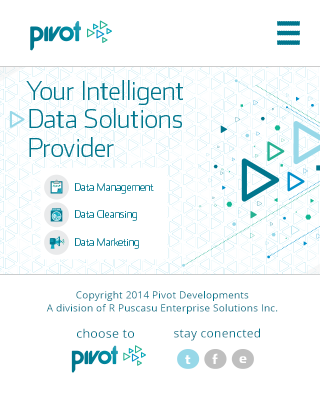 pivot
Your Intelligent
Data Solutions
Provider
Data Management
Data Cleansing
Data Marketing
Copyright 2014 Pivot Developments
A division of R Puscasu Enterprise Solutions Inc.
choose to
pivot
stay conencted
t f e